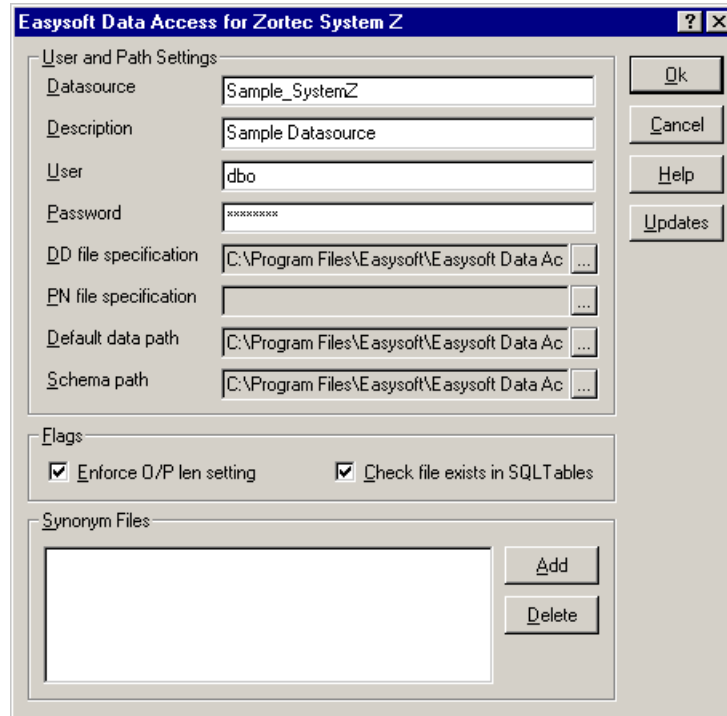 Easysoft Data Access for Zortec System Z
User and Path Settings
Datasource Sample_SystemZ
Description Sample Datasource
User dbo
Password ********
DD file specification C:\Program Files\Easysoft\Easysoft Data Ac ...
PN file specification ...
Default data path C:\Program Files\Easysoft\Easysoft Data Ac ...
Schema path C:\Program Files\Easysoft\Easysoft Data Ac ...
Ok
Cancel
Help
Updates
Flags
Enforce O/P len setting Check file exists in SQLTables
Synonym Files
Add
Delete